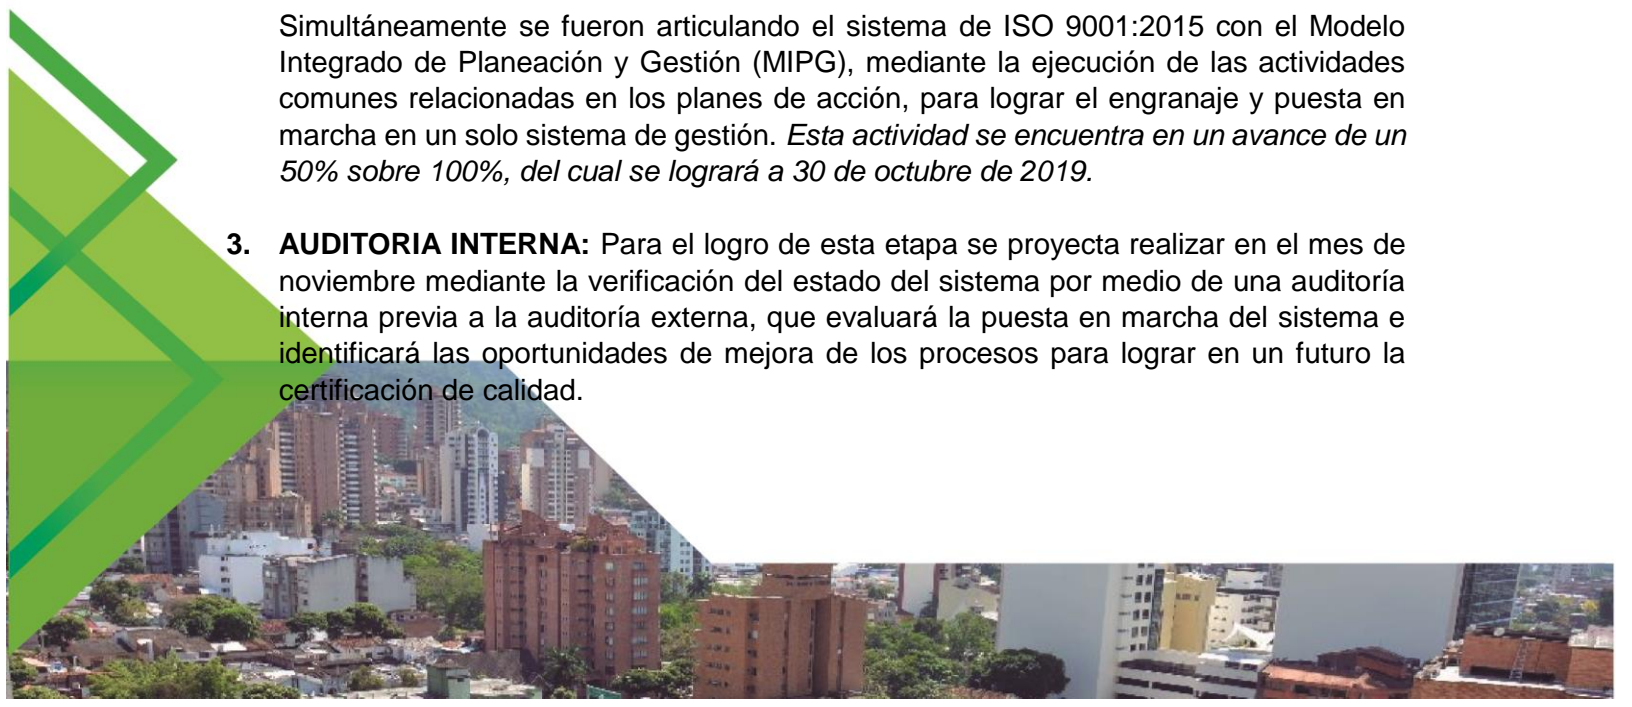 Simultáneamente se fueron articulando el sistema de ISO 9001:2015 con el Modelo
Integrado de Planeación y Gestión (MIPG), mediante la ejecución de las actividades
comunes relacionadas en los planes de acción, para lograr el engranaje y puesta en
marcha en un solo sistema de gestión. Esta actividad se encuentra en un avance de un
50% sobre 100%, del cual se logrará a 30 de octubre de 2019.
3. AUDITORIA INTERNA: Para el logro de esta etapa se proyecta realizar en el mes de
noviembre mediante la verificación del estado del sistema por medio de una auditoría
interna previa a la auditoría externa, que evaluará la puesta en marcha del sistema e
identificará las oportunidades de mejora de los procesos para lograr en un futuro la
certificación de calidad.